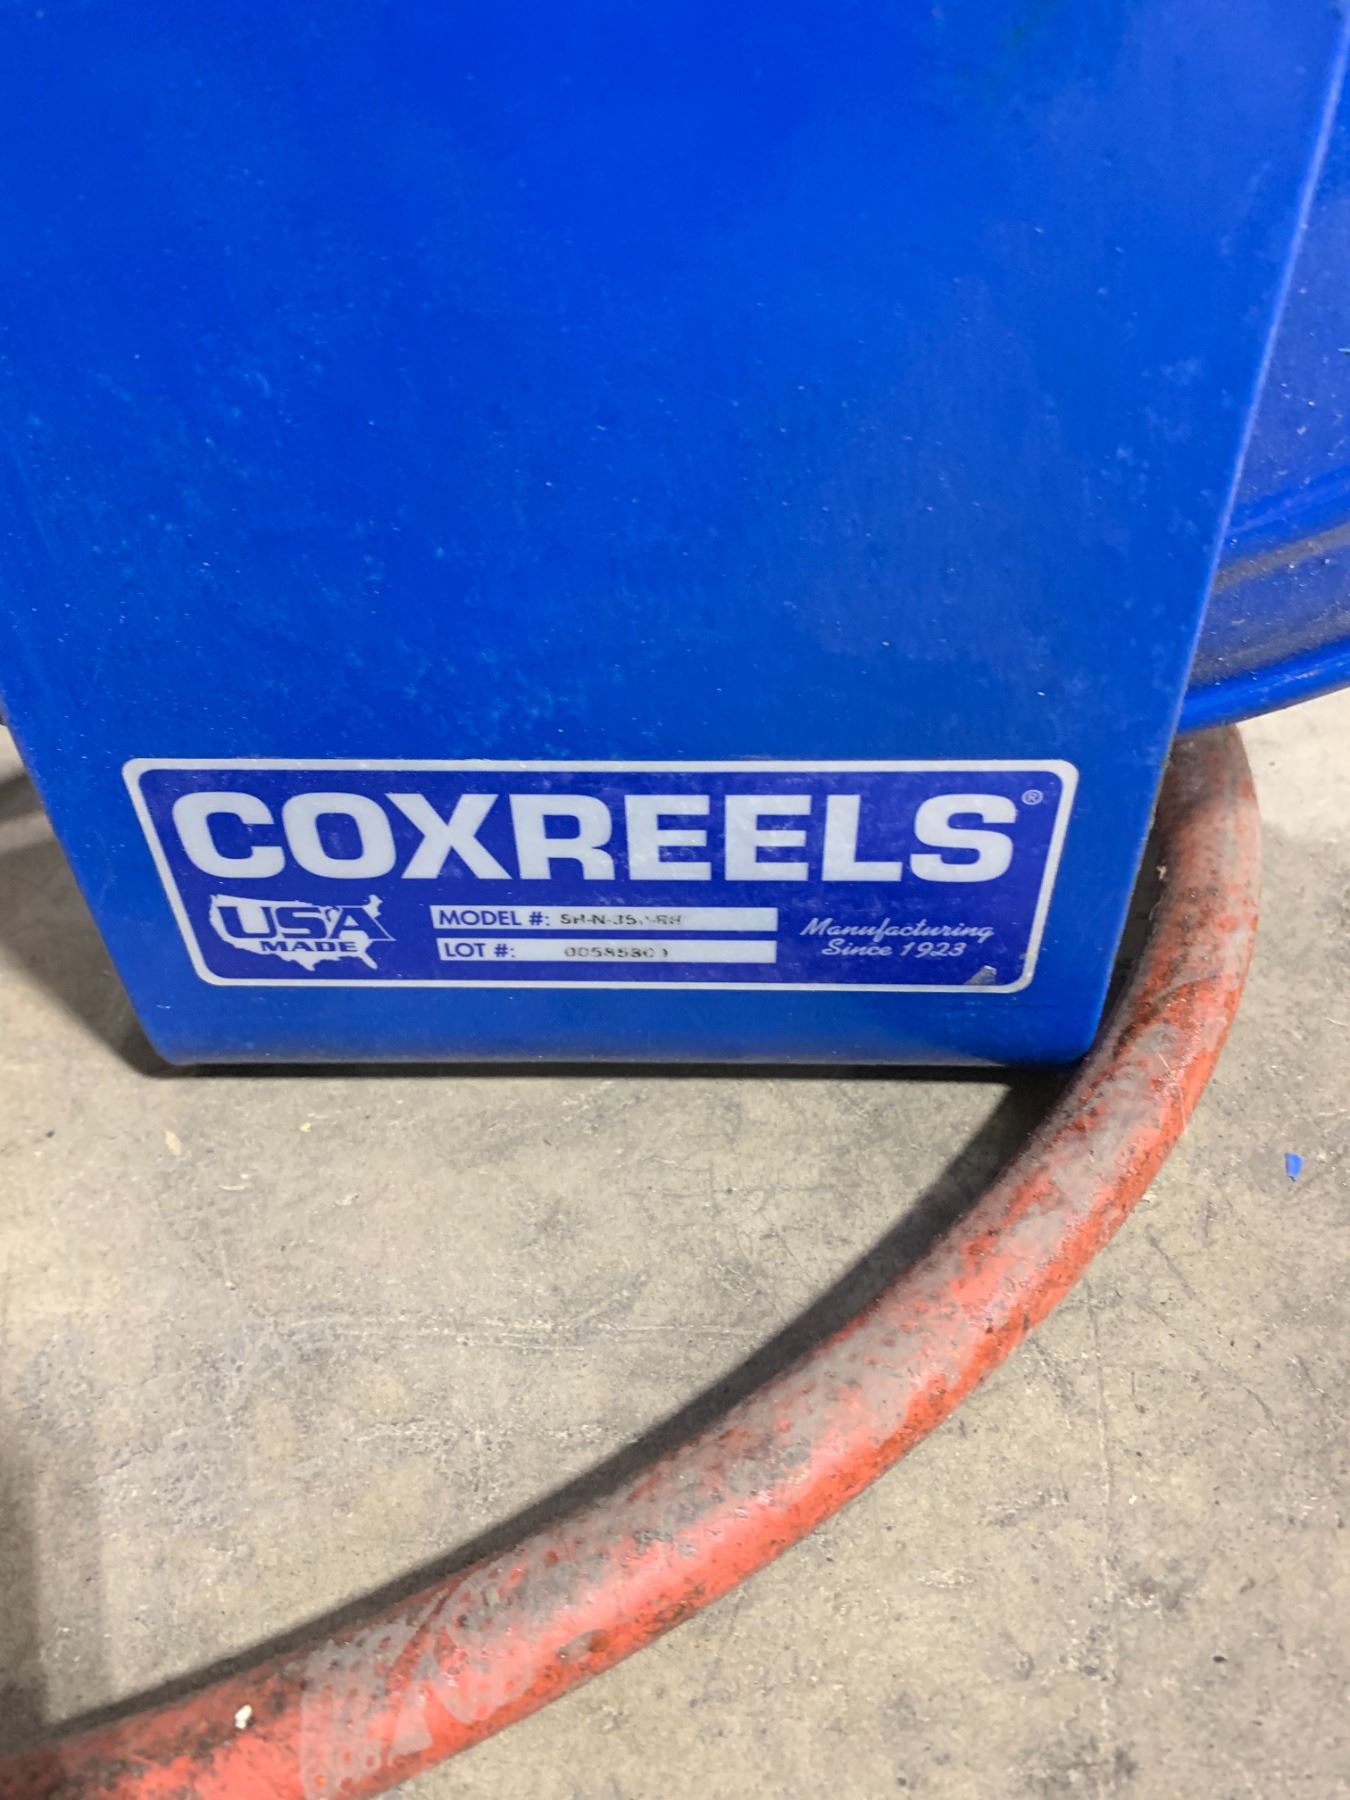 COXREELS®
USA
MADE
MODEL #:
LOT #:
Manufacturing
Since 1923